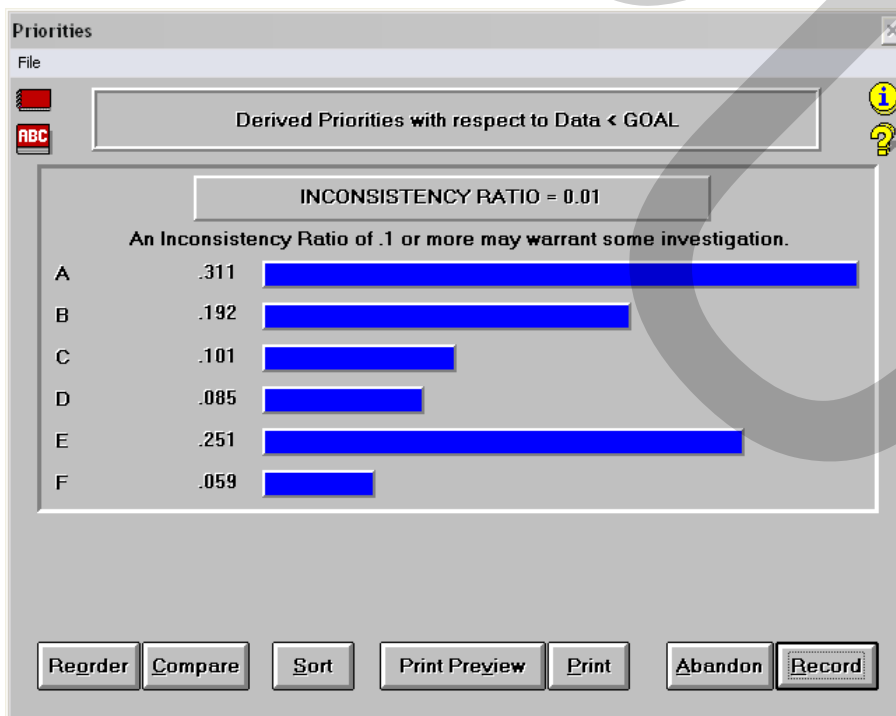 Priorities
File
ABC
Derived Priorities with respect to Data < GOAL
i
?
INCONSISTENCY RATIO = 0.01
An Inconsistency Ratio of .1 or more may warrant some investigation.
A .311
B .192
C .101
D .085
E .251
F .059
Reorder Compare Sort Print Preview Print Abandon Record